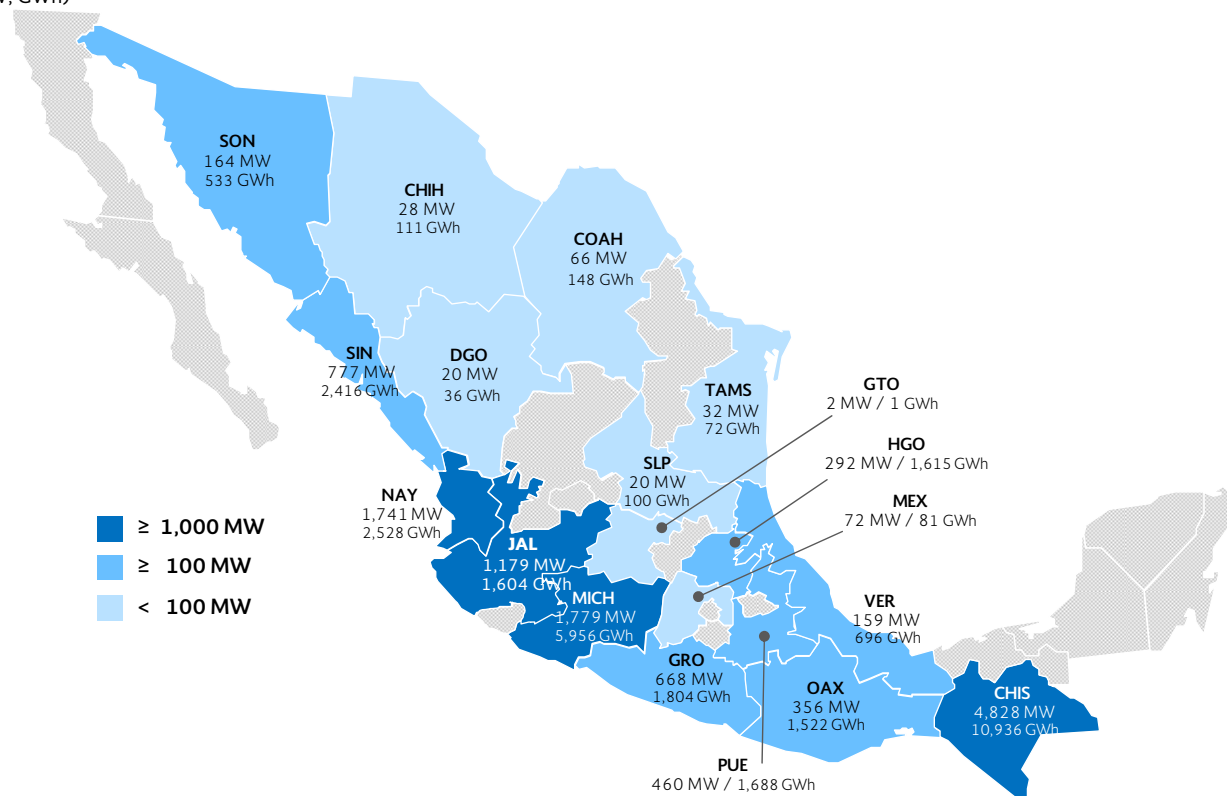 SON
164 MW
533 GWh
CHIH
28 MW
111 GWh
COAH
66 MW
148 GWh
SIN
777 MW
2,416 GWh
DGO
20 MW
36 GWh
TAMS
32 MW
72 GWh
GTO
2 MW / 1 GWh
HGO
292 MW / 1,615 GWh
SLP
20 MW
100 GWh
MEX
72 MW / 81 GWh
NAY
1,741 MW
2,528 GWh
≥ 1,000 MW
≥ 100 MW
< 100 MW
JAL
1,179 MW
1,604 GWh
MICH
1,779 MW
5,956 GWh
VER
159 MW
696 GWh
GRO
668 MW
1,804 GWh
OAX
356 MW
1,522 GWh
CHIS
4,828 MW
10,936 GWh
PUE
460 MW / 1,688 GWh